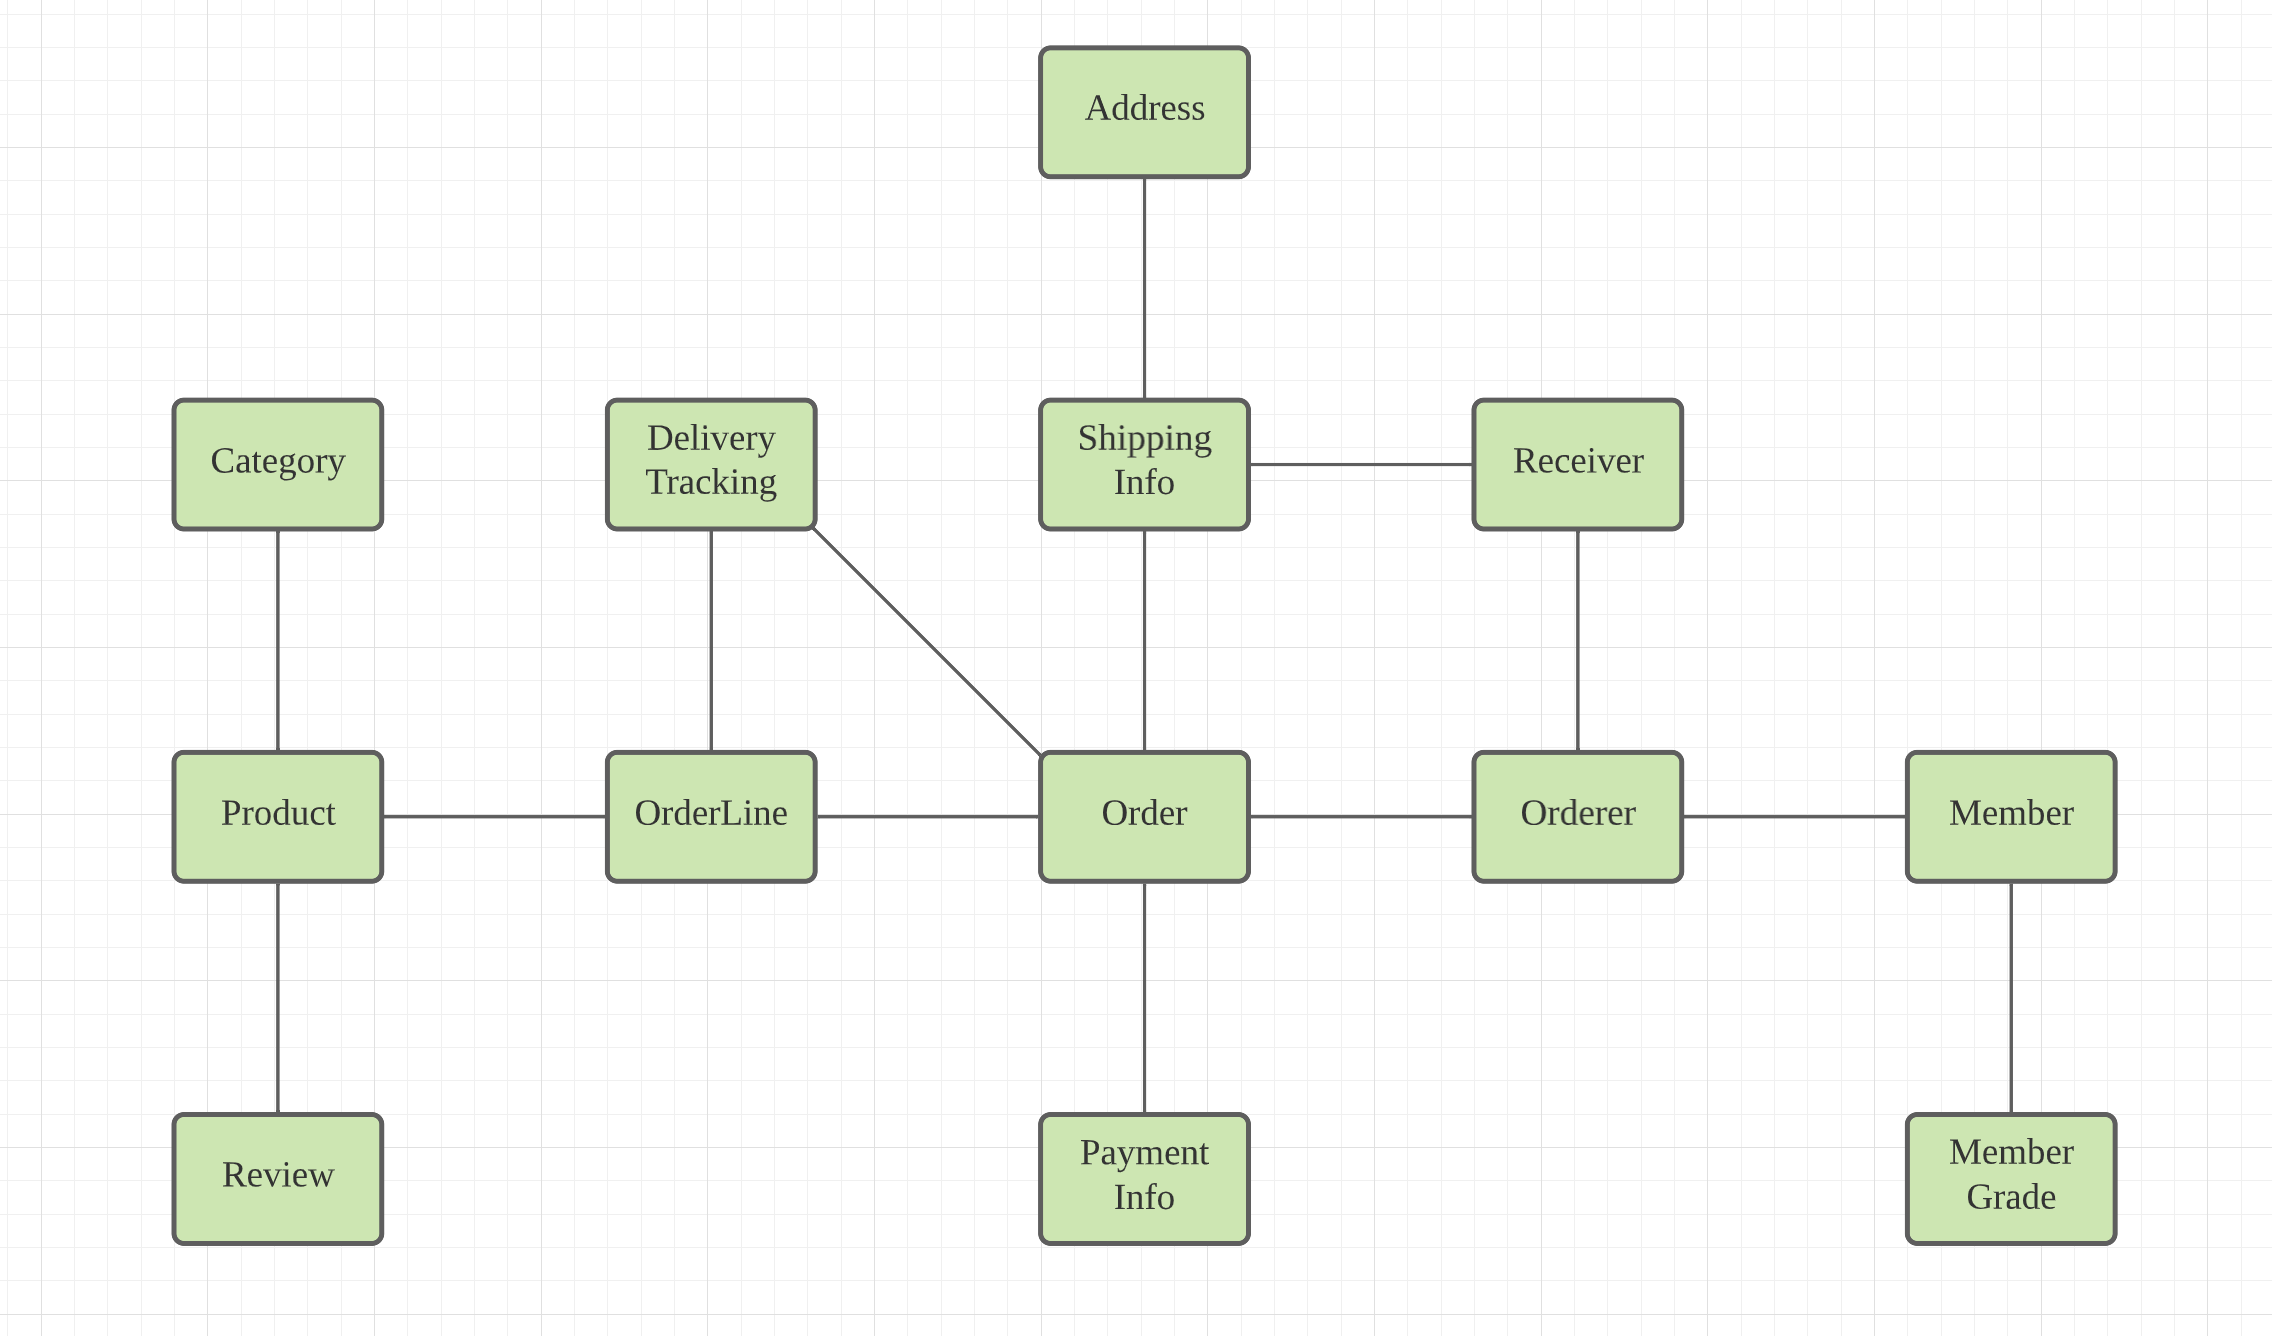 Address
Category
Delivery
Tracking
Shipping
Info
Receiver
Product
OrderLine
Order
Orderer
Member
Review
Payment
Info
Member
Grade